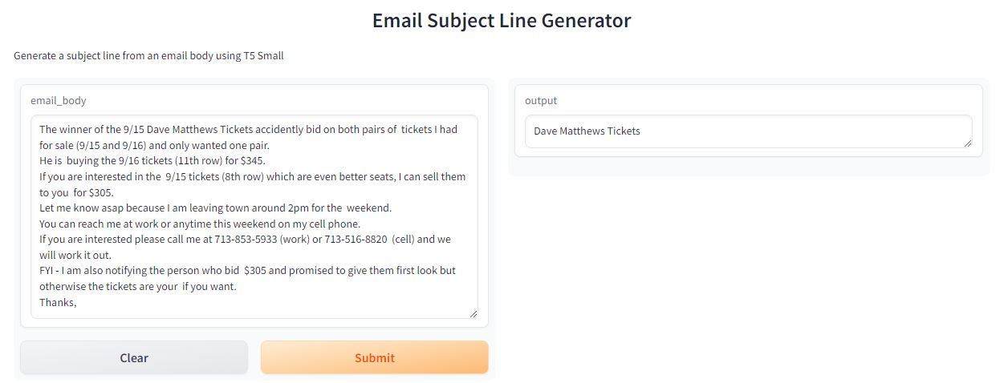 Email Subject Line Generator
Generate a subject line from an email body using T5 Small
email_body
The winner of the 9/15 Dave Matthews Tickets accidently bid on both pairs of  tickets I had
for sale (9/15 and 9/16) and only wanted one pair.
He is  buying the 9/16 tickets (11th row) for $345.
If you are interested in the  9/15 tickets (8th row) which are even better seats, I can sell them
to you  for $305.
Let me know asap because I am leaving town around 2pm for the  weekend.
You can reach me at work or anytime this weekend on my cell phone.
If you are interested please call me at 713-853-5933 (work) or 713-516-8820  (cell) and we
will work it out.
FYI - I am also notifying the person who bid  $305 and promised to give them first look but
otherwise the tickets are your  if you want.
Thanks,
Clear
Submit
output
Dave Matthews Tickets